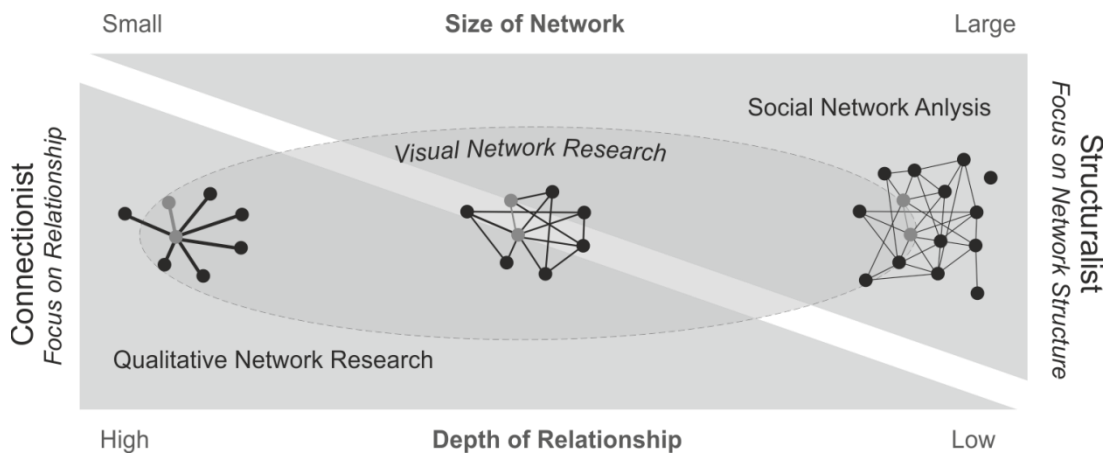 Small
Size of Network
Large
Connectionist
Focus on Relationship
Social Network Anlysis
Visual Network Research
Qualitative Network Research
Structuralist
Focus on Network Structure
High
Depth of Relationship
Low